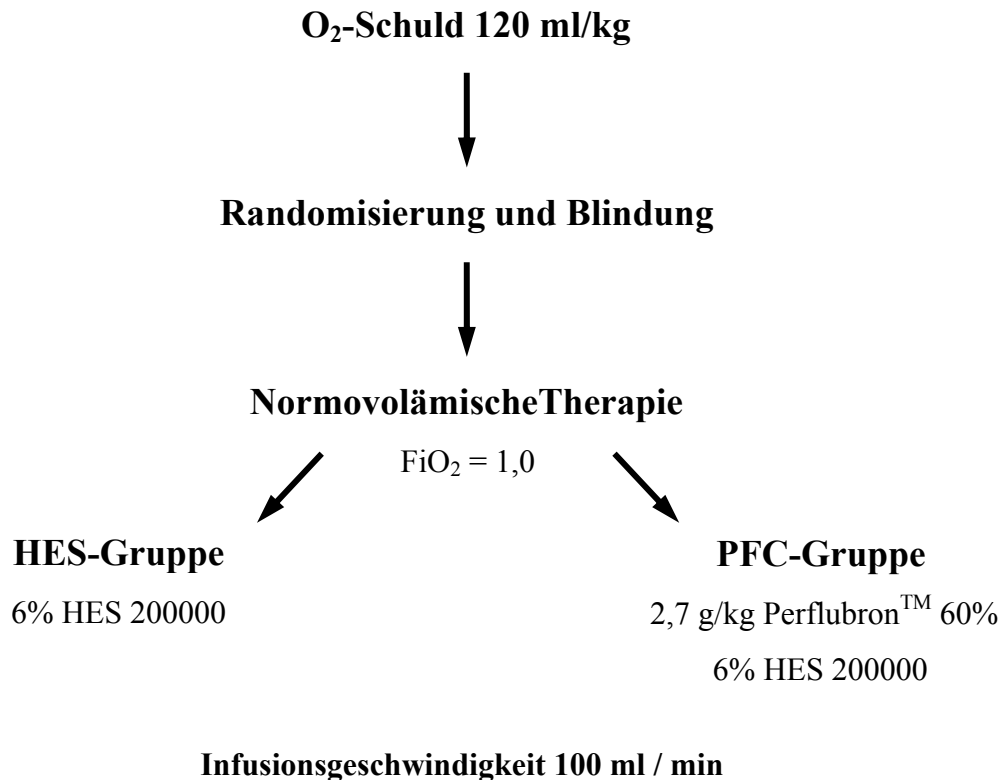 O₂-Schuld 120 ml/kg
Randomisierung und Blindung
NormovolämischeTherapie
FiO₂ = 1,0
HES-Gruppe
6% HES 200000
PFC-Gruppe
2,7 g/kg Perflubron™ 60%
6% HES 200000
Infusionsgeschwindigkeit 100 ml / min